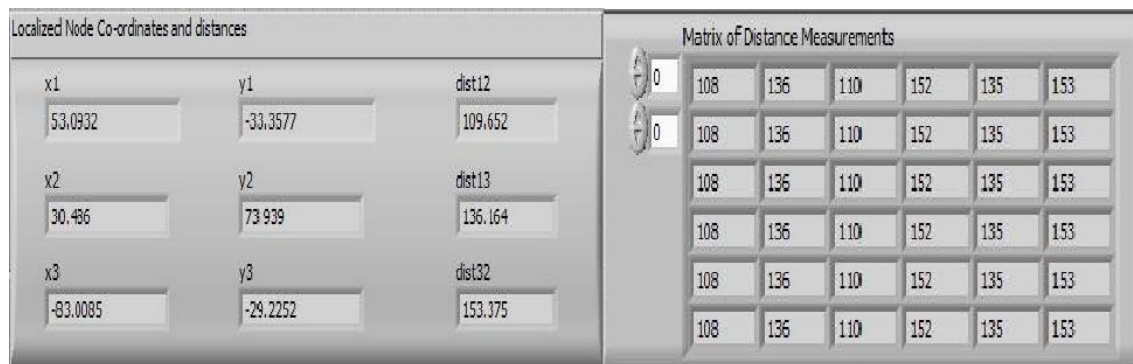 Localized Node Co-ordinates and distances
x1 y1 dist12
53.0932 -33.3577 109.652
x2 y2 dist13
30.486 73.939 136.164
x3 y3 dist32
-83.0085 -29.2252 153.375
Matrix of Distance Measurements
0 108 136 110 152 135 153
0 108 136 110 152 135 153
108 136 110 152 135 153
108 136 110 152 135 153
108 136 110 152 135 153
108 136 110 152 135 153